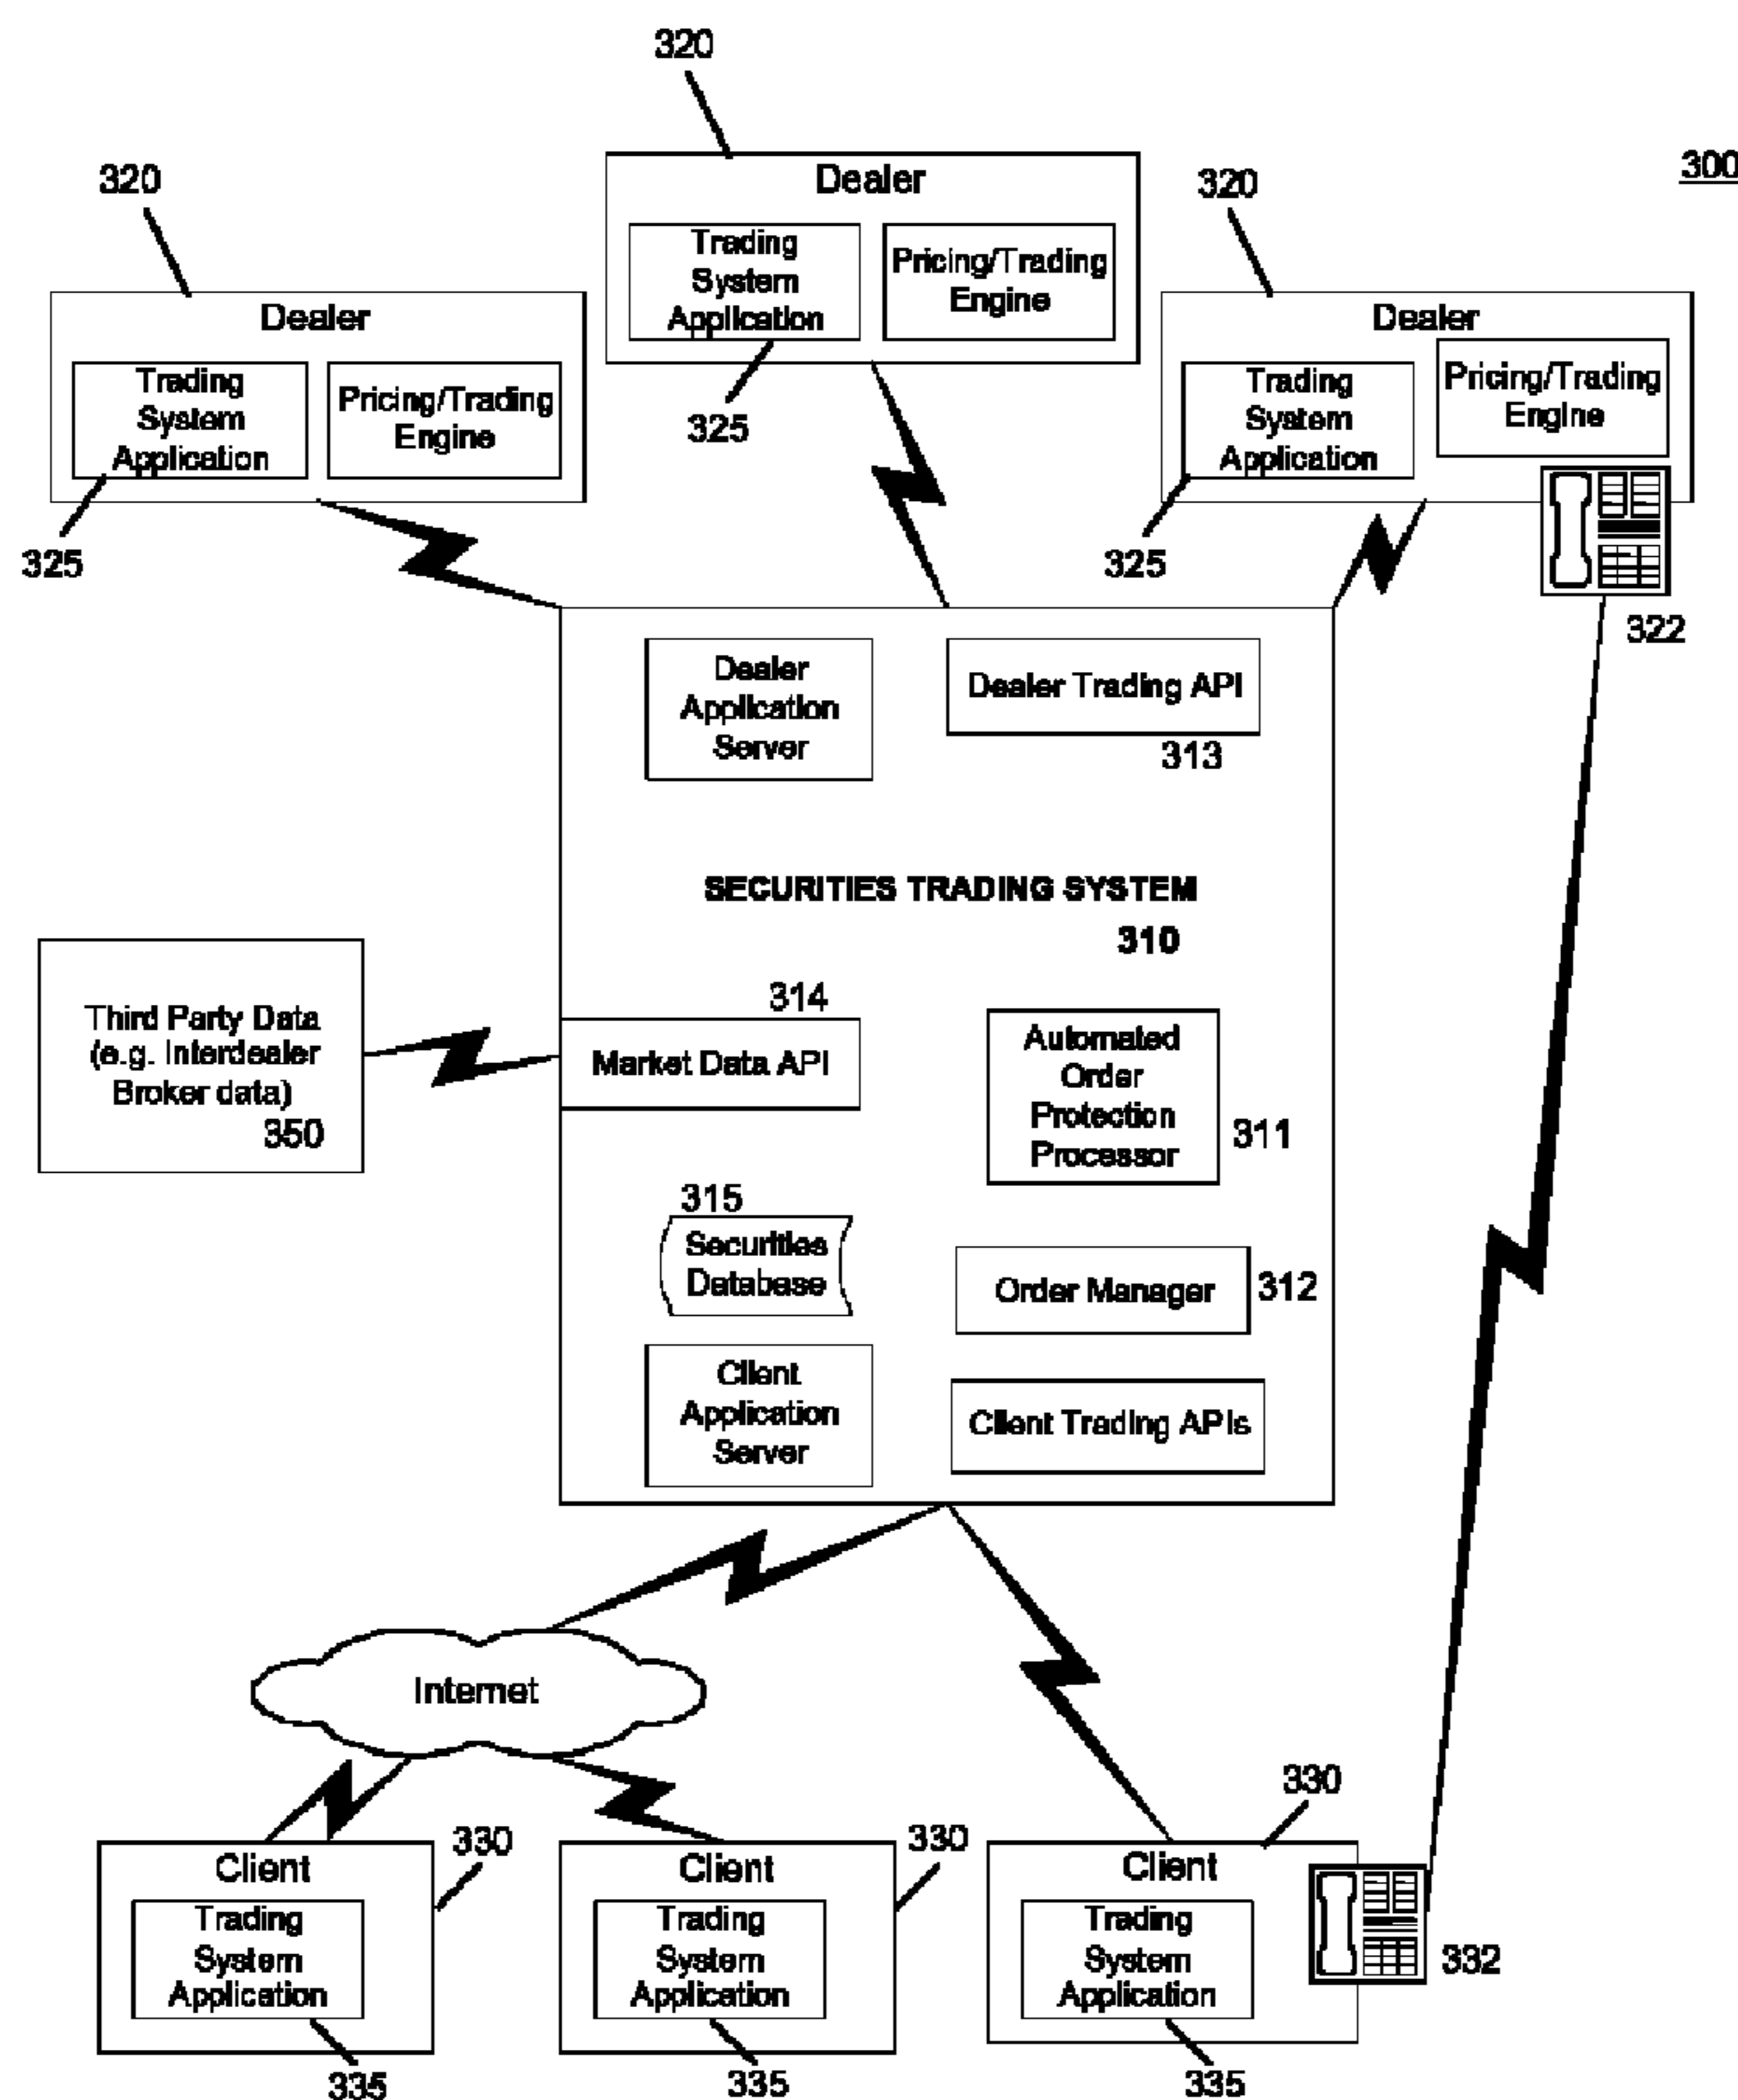 320
300
320
Dealer
320
Trading
System
Application
Pricing/Trading
Engine
Dealer
Dealer
Trading
System
Application
Pricing/Trading
Engine
325
Trading
System
Application
Pricing/Trading
Engine
325
325
322
Dealer
Application
Server
Dealer Trading API
313
SECURITIES TRADING SYSTEM
310
Third Party Data
(e.g. Interdealer
Broker data)
350
314
Market Data API
Automated
Order
Protection
Processor
311
315
Securities
Database
Order Manager
312
Client
Application
Server
Client Trading APIs
Internet
330
330
330
Client
Trading
System
Application
335
Client
Trading
System
Application
335
Client
Trading
System
Application
335
332